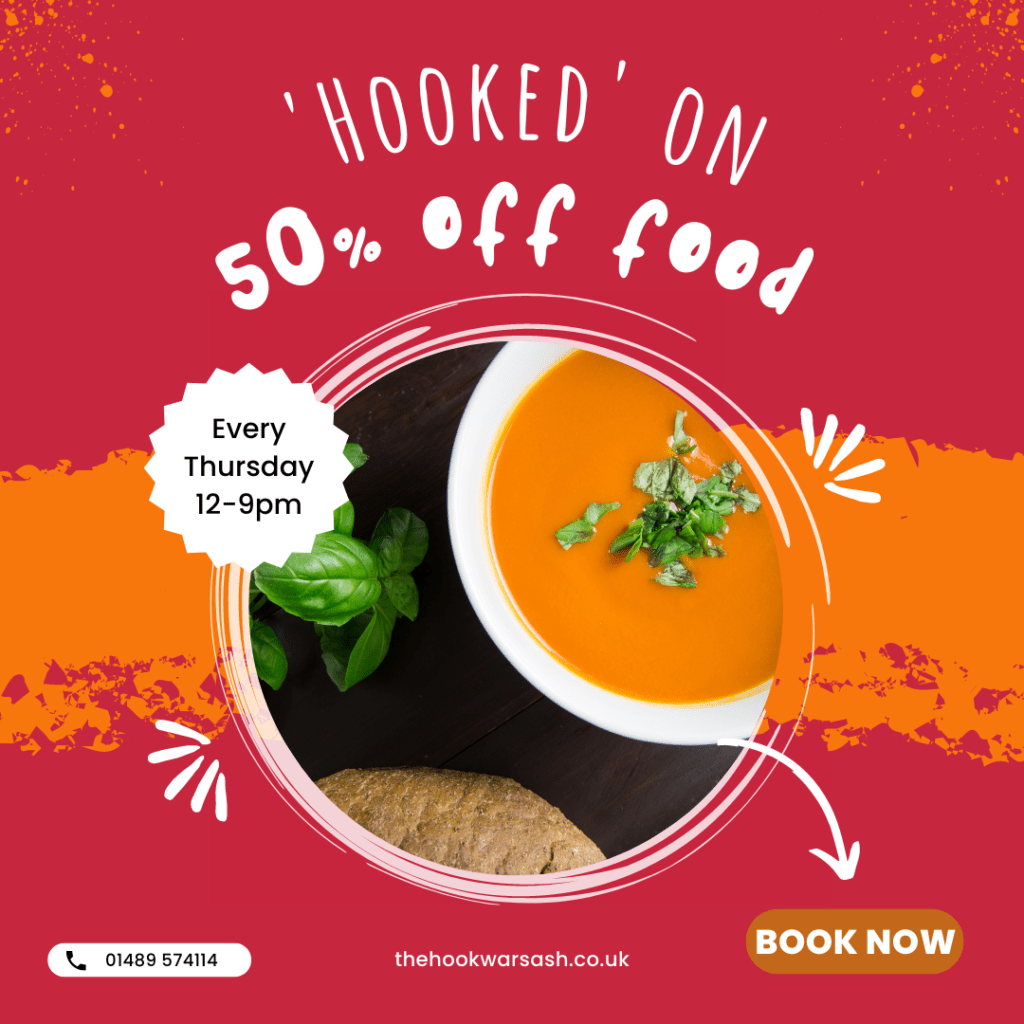 'HOOKED' ON
50% off food
Every
Thursday
12-9pm
01489 574114
thehookwarsash.co.uk
BOOK NOW